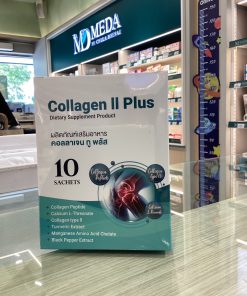 MEDA
Collagen II Plus
Dietary Supplement Product
ผลิตภัณฑ์เสริมอาหาร
คอลลาเจน ทู พลัส
10
SACHETS
Collagen Peptide
Calcium L-Threonate
Collagen type II
Turmeric Extract
Manganese Amino Acid Chelate
Black Pepper Extract